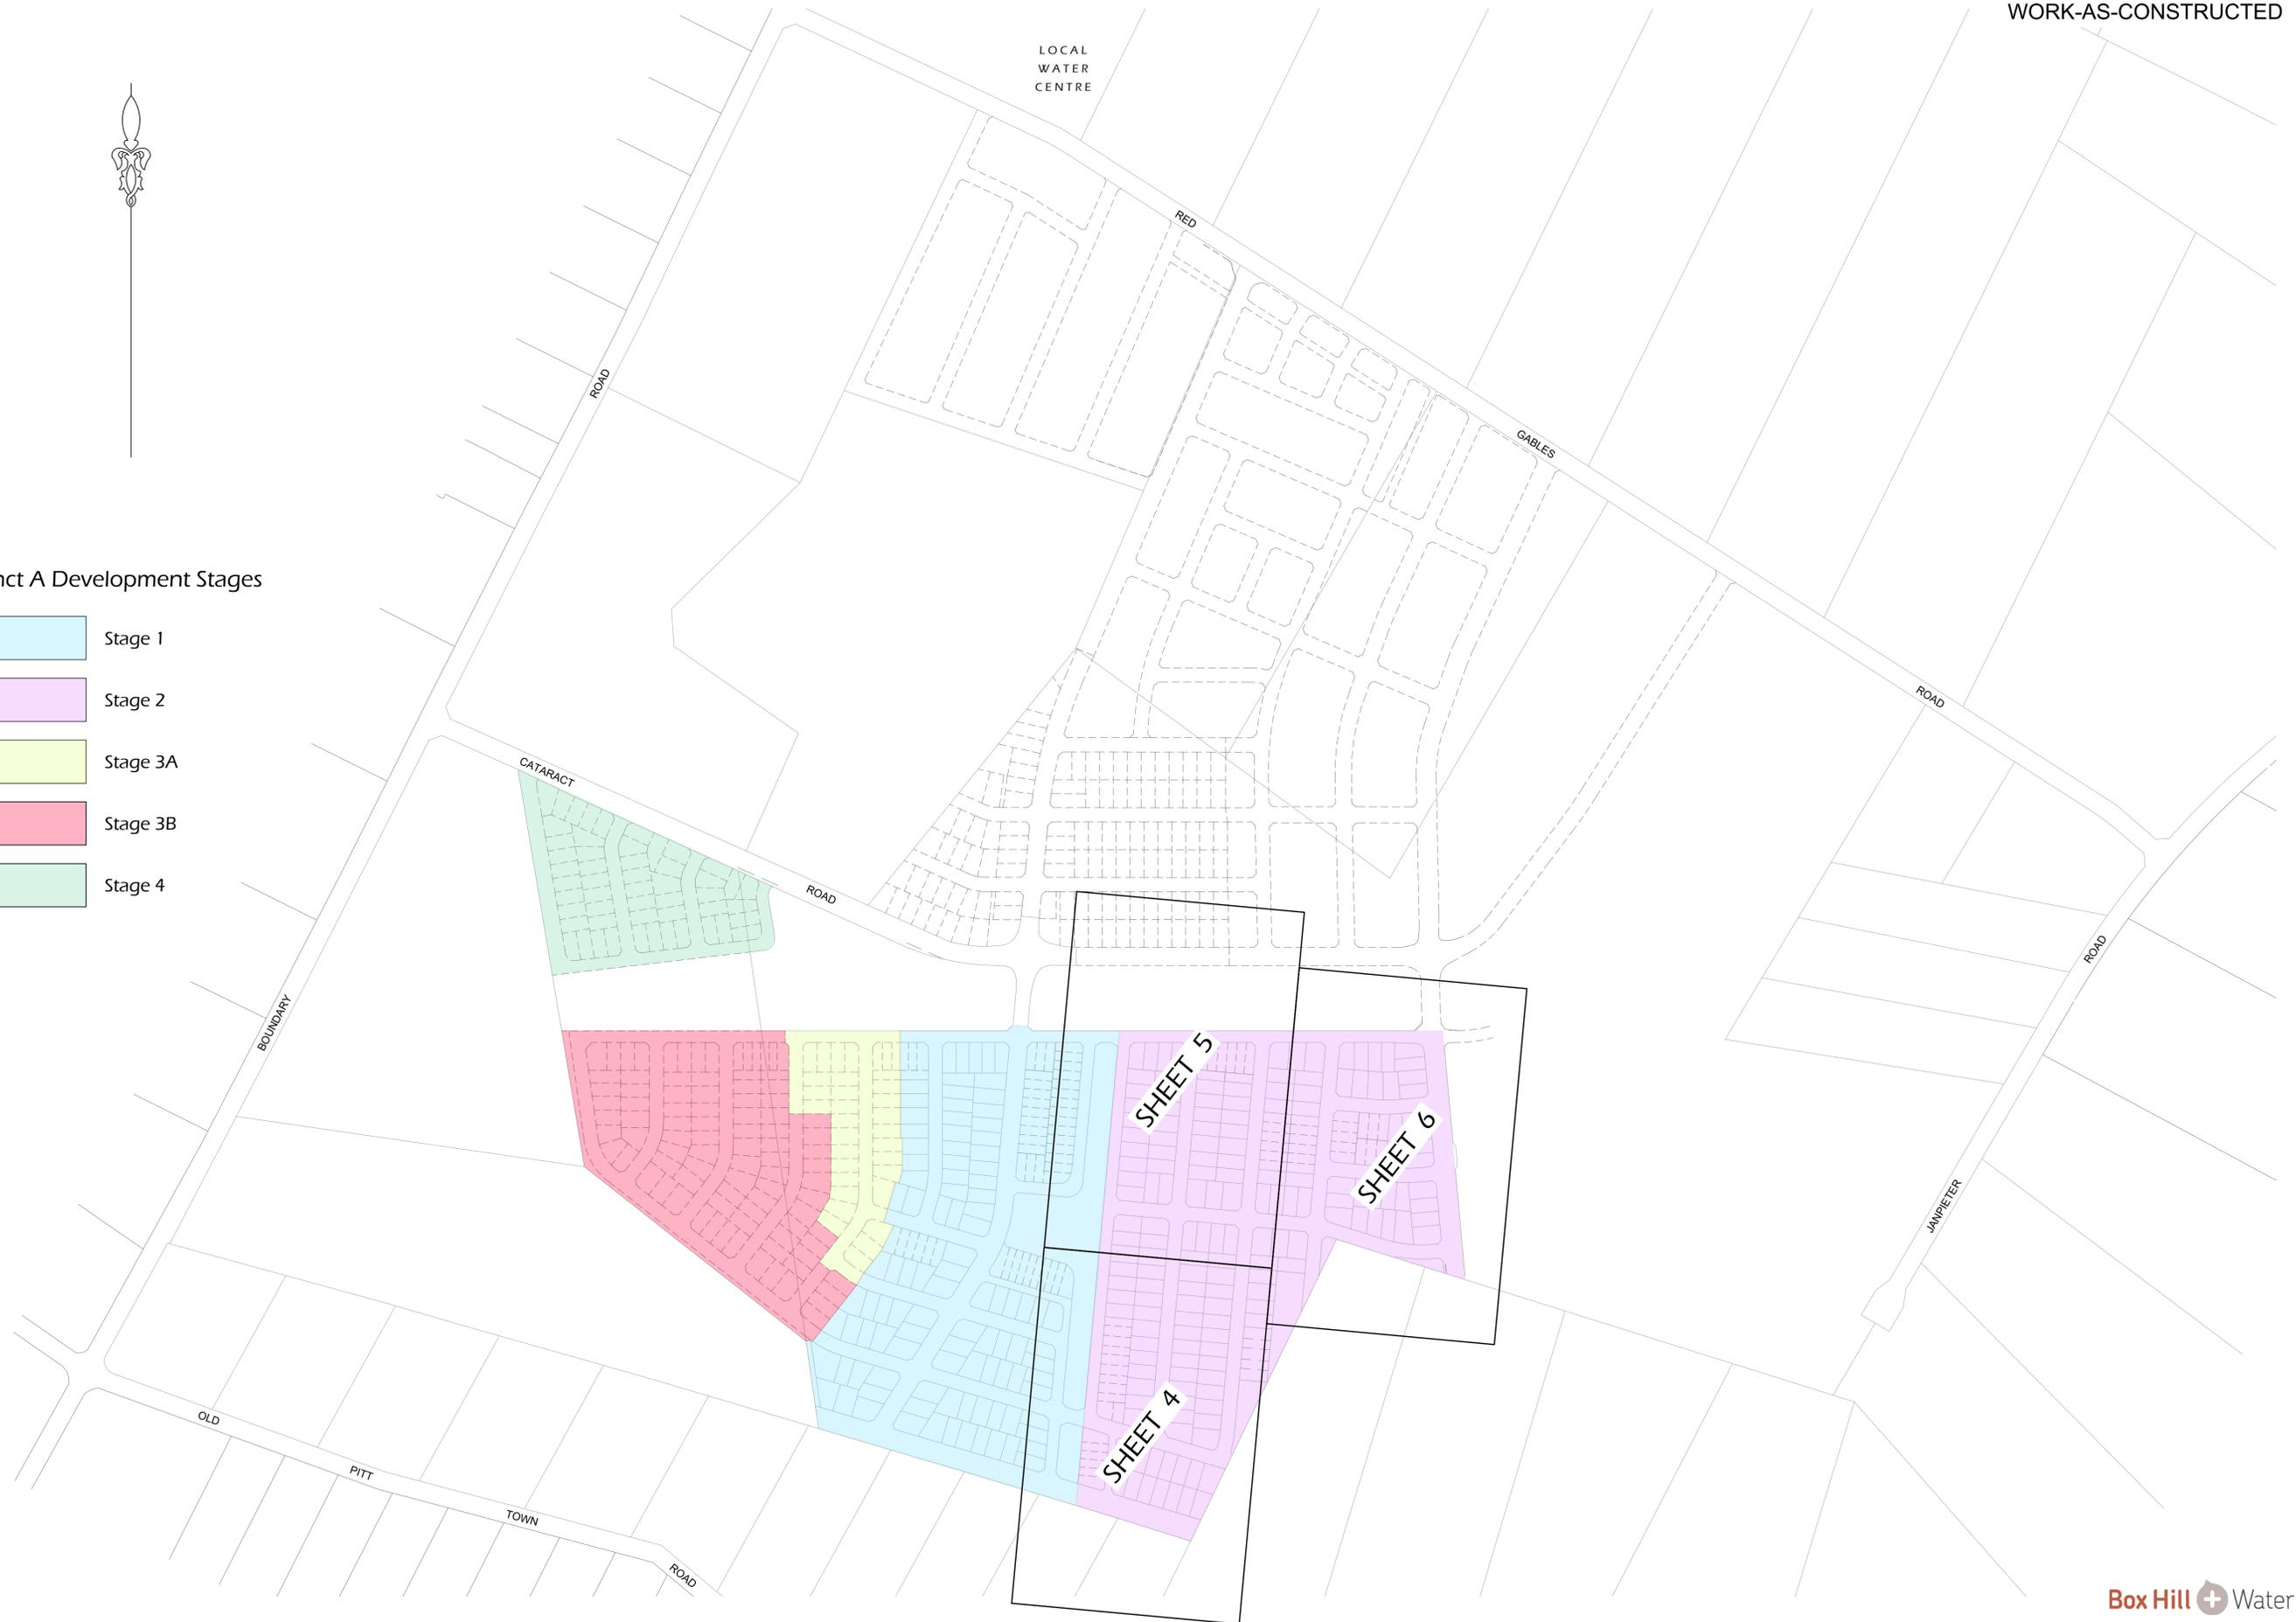 WORK-AS-CONSTRUCTED
LOCAL
WATER
CENTRE
RED
ROAD
GABLES
nct A Development Stages
Stage 1
Stage 2
Stage 3A
Stage 3B
Stage 4
ROAD
CATARACT
ROAD
ROAD
BOUNDARY
SHEET 5
SHEET 6
JANPIETER
SHEET 4
OLD
PITT
TOWN
ROAD
Box Hill + Water